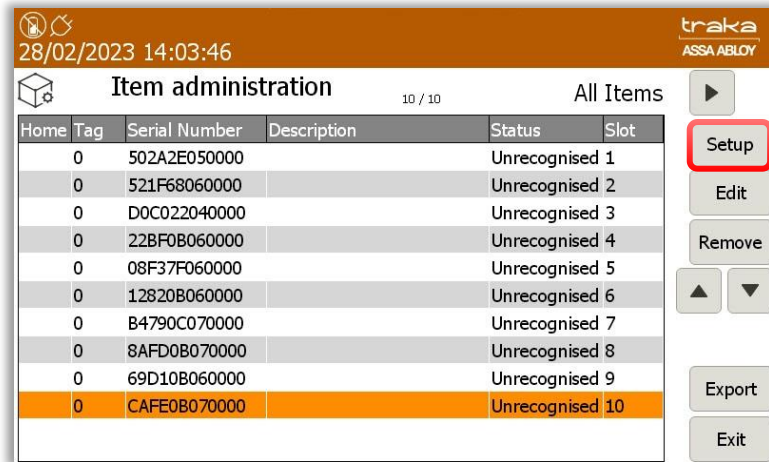 28/02/2023 14:03:46
traka
ASSA ABLOY
Item administration 10 / 10 All Items
Home Tag Serial Number Description Status Slot
0 502A2E050000 Unrecognised 1
0 521F68060000 Unrecognised 2
0 D0C022040000 Unrecognised 3
0 22BF0B060000 Unrecognised 4
0 08F37F060000 Unrecognised 5
0 12820B060000 Unrecognised 6
0 B4790C070000 Unrecognised 7
0 8AFD0B070000 Unrecognised 8
0 69D10B060000 Unrecognised 9
0 CAFE0B070000 Unrecognised 10
Setup
Edit
Remove
Export
Exit